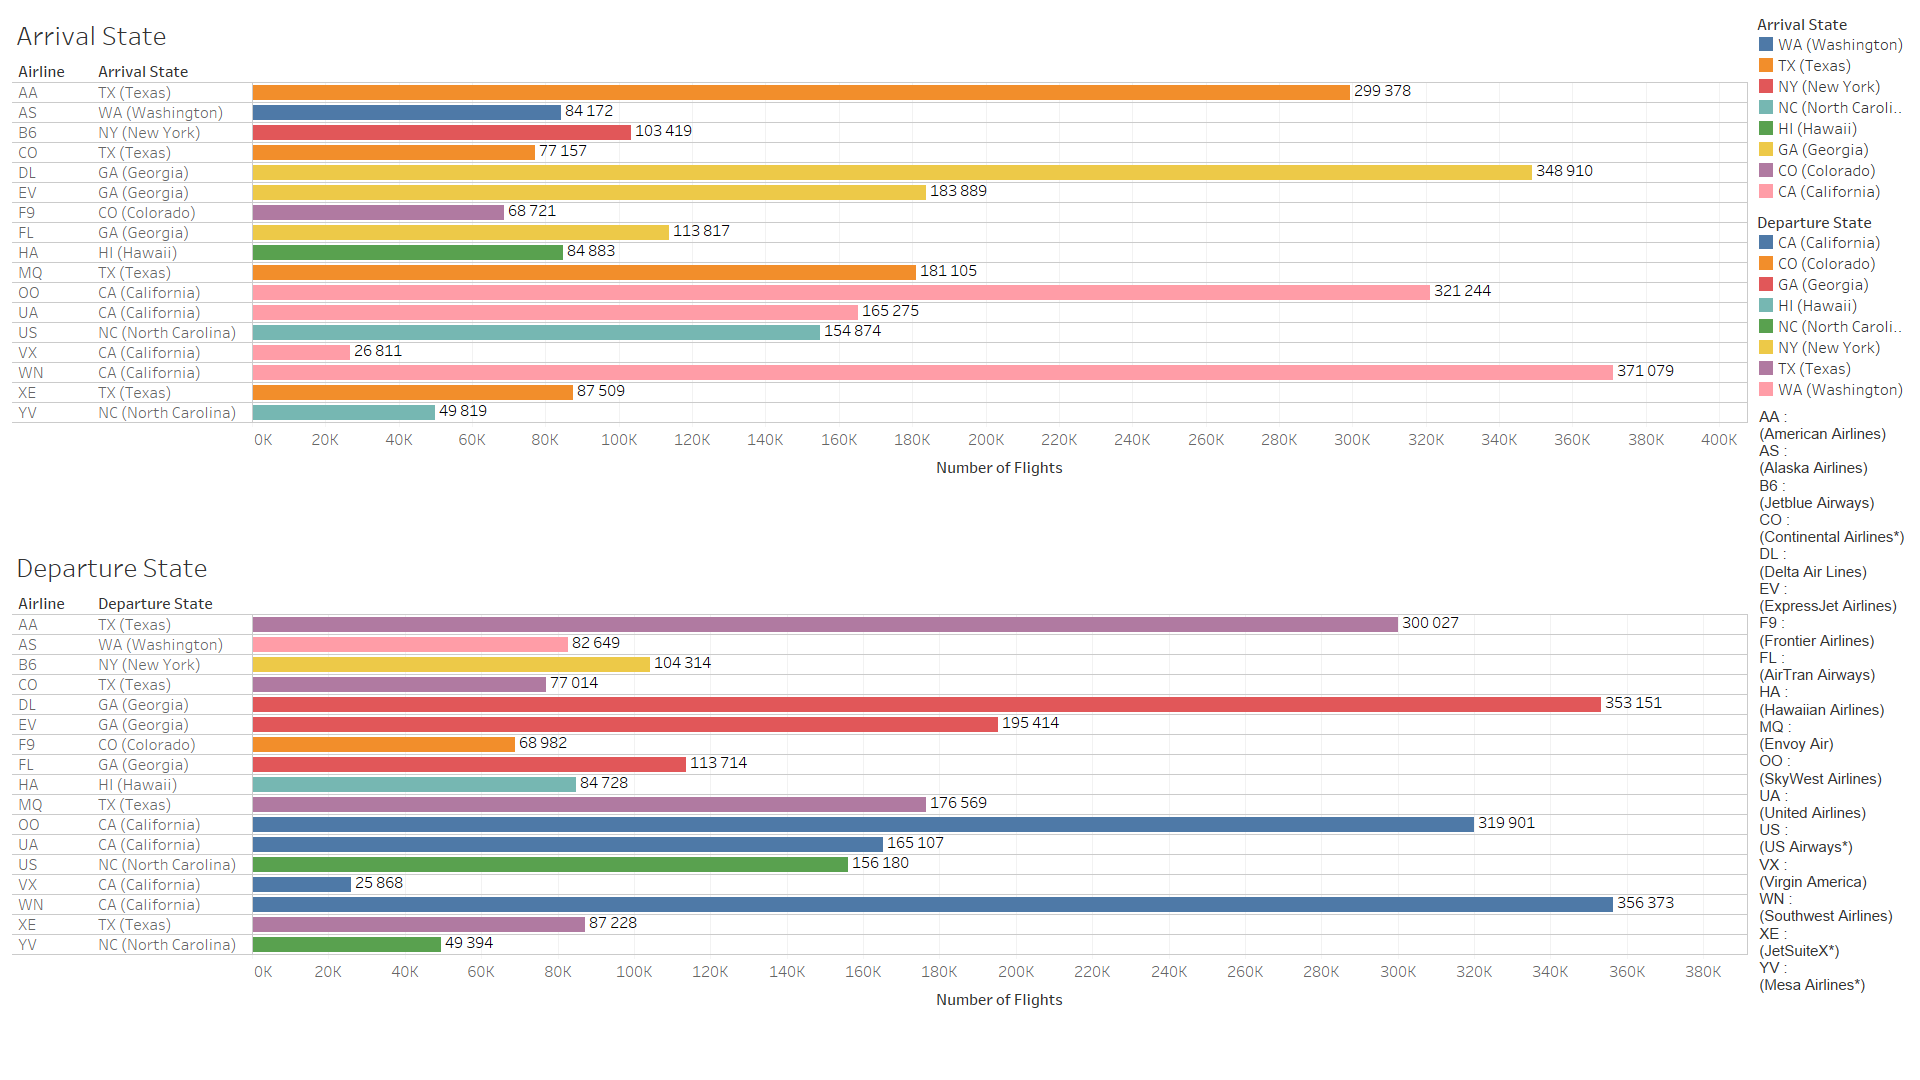 Arrival State
Airline Arrival State
AA TX (Texas) 299 378
AS WA (Washington) 84 172
B6 NY (New York) 103 419
CO TX (Texas) 77 157
DL GA (Georgia) 348 910
EV GA (Georgia) 183 889
F9 CO (Colorado) 68 721
FL GA (Georgia) 113 817
HA HI (Hawaii) 84 883
MQ TX (Texas) 181 105
OO CA (California) 321 244
UA CA (California) 165 275
US NC (North Carolina) 154 874
VX CA (California) 26 811
WN CA (California) 371 079
XE TX (Texas) 87 509
YV NC (North Carolina) 49 819
0K 20K 40K 60K 80K 100K 120K 140K 160K 180K 200K 220K 240K 260K 280K 300K 320K 340K 360K 380K 400K
Number of Flights
Departure State
Airline Departure State
AA TX (Texas) 300 027
AS WA (Washington) 82 649
B6 NY (New York) 104 314
CO TX (Texas) 77 014
DL GA (Georgia) 353 151
EV GA (Georgia) 195 414
F9 CO (Colorado) 68 982
FL GA (Georgia) 113 714
HA HI (Hawaii) 84 728
MQ TX (Texas) 176 569
OO CA (California) 319 901
UA CA (California) 165 107
US NC (North Carolina) 156 180
VX CA (California) 25 868
WN CA (California) 356 373
XE TX (Texas) 87 228
YV NC (North Carolina) 49 394
0K 20K 40K 60K 80K 100K 120K 140K 160K 180K 200K 220K 240K 260K 280K 300K 320K 340K 360K 380K
Number of Flights
Arrival State
WA (Washington)
TX (Texas)
NY (New York)
NC (North Caroli..
HI (Hawaii)
GA (Georgia)
CO (Colorado)
CA (California)
Departure State
CA (California)
CO (Colorado)
GA (Georgia)
HI (Hawaii)
NC (North Caroli..
NY (New York)
TX (Texas)
WA (Washington)
AA :
(American Airlines)
AS :
(Alaska Airlines)
B6 :
(Jetblue Airways)
CO :
(Continental Airlines*)
DL :
(Delta Air Lines)
EV :
(ExpressJet Airlines)
F9 :
(Frontier Airlines)
FL :
(AirTran Airways)
HA :
(Hawaiian Airlines)
MQ :
(Envoy Air)
OO :
(SkyWest Airlines)
UA :
(United Airlines)
US :
(US Airways*)
VX :
(Virgin America)
WN :
(Southwest Airlines)
XE :
(JetSuiteX*)
YV :
(Mesa Airlines*)